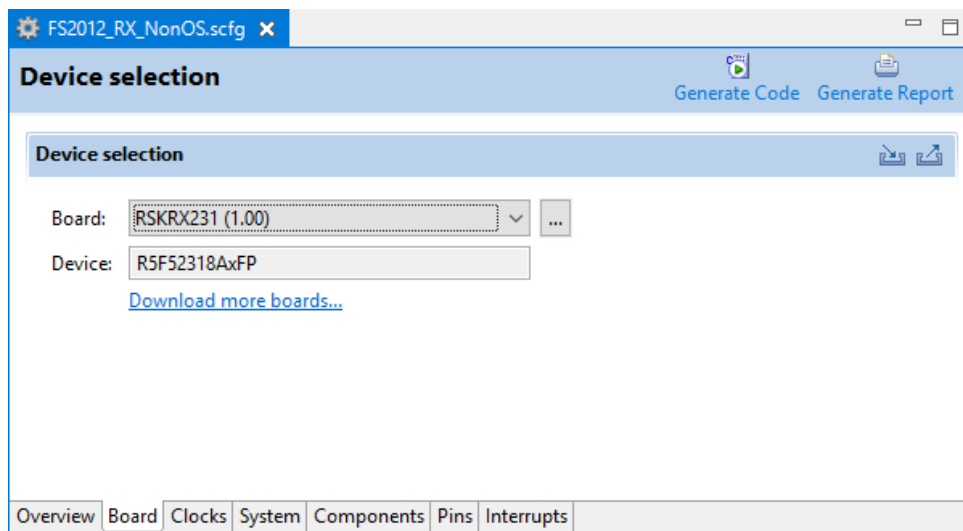 FS2012_RX_NonOS.scfg
Device selection
Generate Code Generate Report
Device selection
Board: RSKRX231 (1.00) ...
Device: R5F52318AxFP
Download more boards...
Overview Board Clocks System Components Pins Interrupts